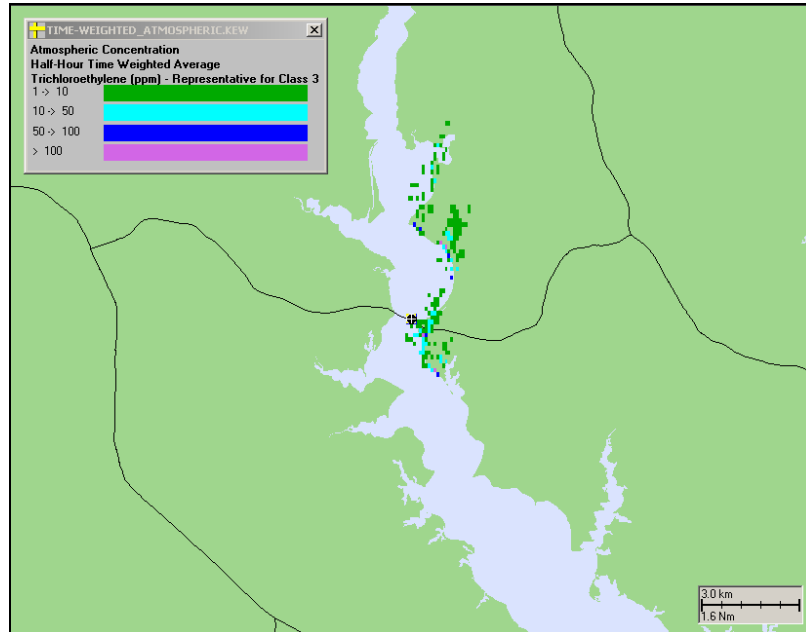 TIME-WEIGHTED_ATMOSPHERIC.KEW
Atmospheric Concentration
Half-Hour Time Weighted Average
Trichloroethylene (ppm) - Representative for Class 3
1 -> 10
10 -> 50
50 -> 100
> 100
3.0 km
1.6 Nm